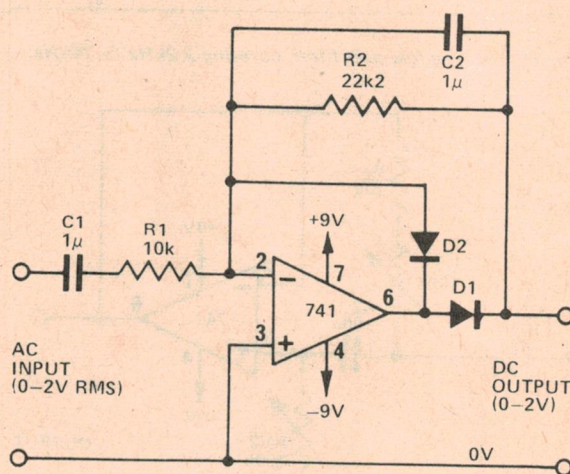 C2
1μ
R2
22k2
C1
1μ
R1
10k
+9V
D2
2
7
D1
6
741
3
4
AC
INPUT
(0–2V RMS)
–9V
DC
OUTPUT
(0–2V)
0V